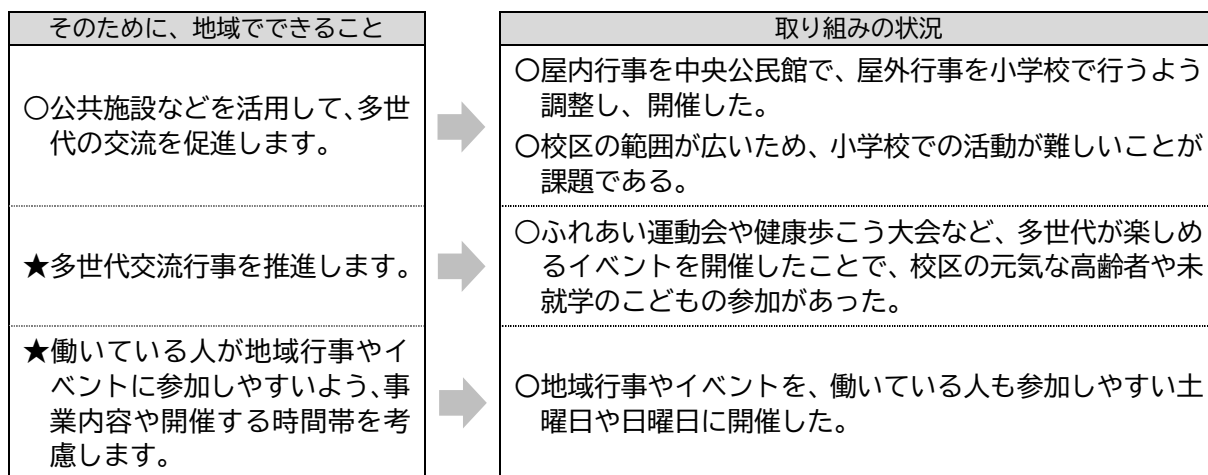 そのために、地域でできること
取り組みの状況
〇公共施設などを活用して、多世
代の交流を促進します。
〇屋内行事を中央公民館で、屋外行事を小学校で行うよう
調整し、開催した。
〇校区の範囲が広いため、小学校での活動が難しいことが
課題である。
★多世代交流行事を推進します。
〇ふれあい運動会や健康歩こう大会など、多世代が楽しめ
るイベントを開催したことで、校区の元気な高齢者や未
就学のこどもの参加があった。
★働いている人が地域行事やイ
ベントに参加しやすいよう、事
業内容や開催する時間帯を考
慮します。
〇地域行事やイベントを、働いている人も参加しやすい土
曜日や日曜日に開催した。